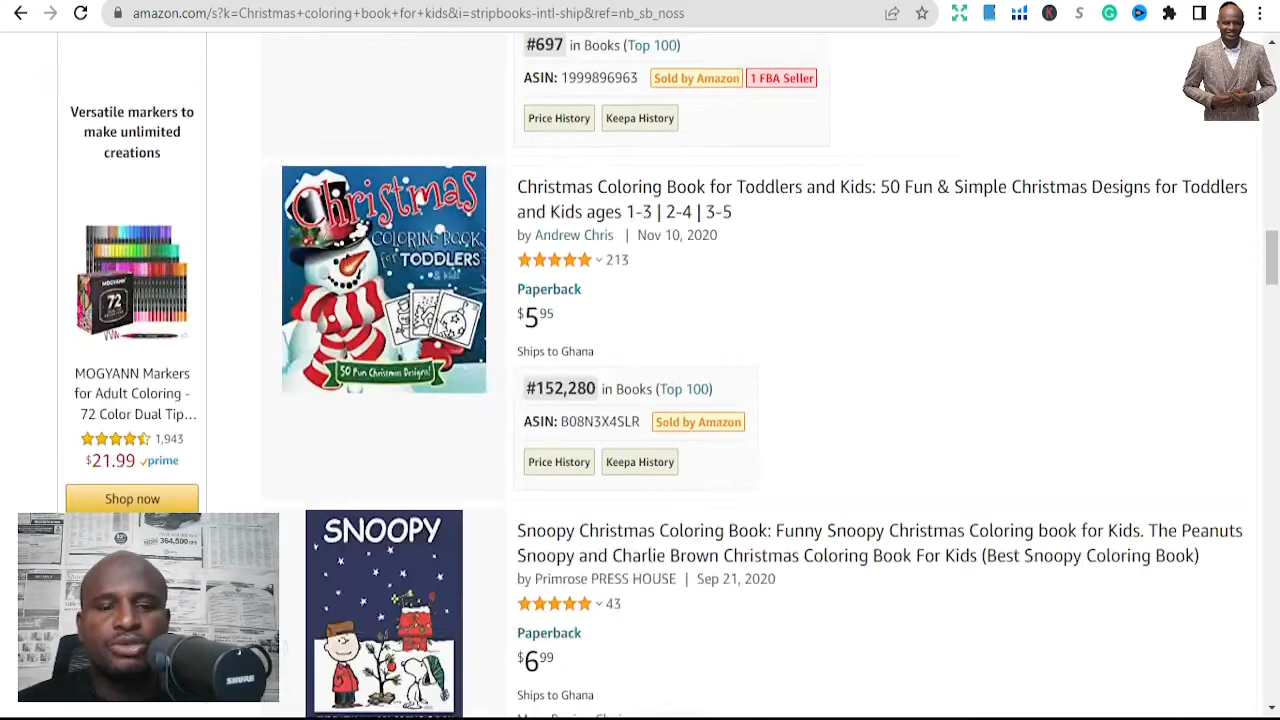 amazon.com/s?k=Christmas+coloring+book+for+kids&i=stripbooks-intl-ship&ref=nb_sb_noss
#697 in Books (Top 100)
ASIN: 1999896963 Sold by Amazon 1 FBA Seller
Price History Keepa History
Versatile markers to
make unlimited
creations
MOGYANN
72
MOGYANN Markers
for Adult Coloring -
72 Color Dual Tip...
1,943
$21.99 prime
Shop now
Christmas
COLORING BOOK
for TODDLERS
& Kids
50 Fun Christmas Designs!
Christmas Coloring Book for Toddlers and Kids: 50 Fun & Simple Christmas Designs for Toddlers
and Kids ages 1-3 | 2-4 | 3-5
by Andrew Chris | Nov 10, 2020
213
Paperback
$5 95
Ships to Ghana
#152,280 in Books (Top 100)
ASIN: B08N3X4SLR Sold by Amazon
Price History Keepa History
SNOOPY
Snoopy Christmas Coloring Book: Funny Snoopy Christmas Coloring book for Kids. The Peanuts
Snoopy and Charlie Brown Christmas Coloring Book For Kids (Best Snoopy Coloring Book)
by Primrose PRESS HOUSE | Sep 21, 2020
43
Paperback
$6 99
Ships to Ghana
364,500
SHURE